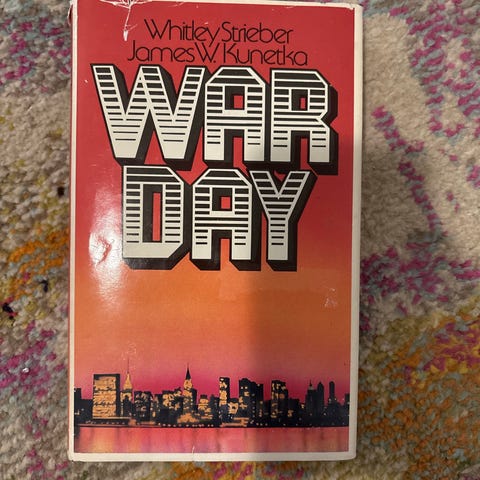 Whitley Strieber
James W. Kunetka
WAR
DAY